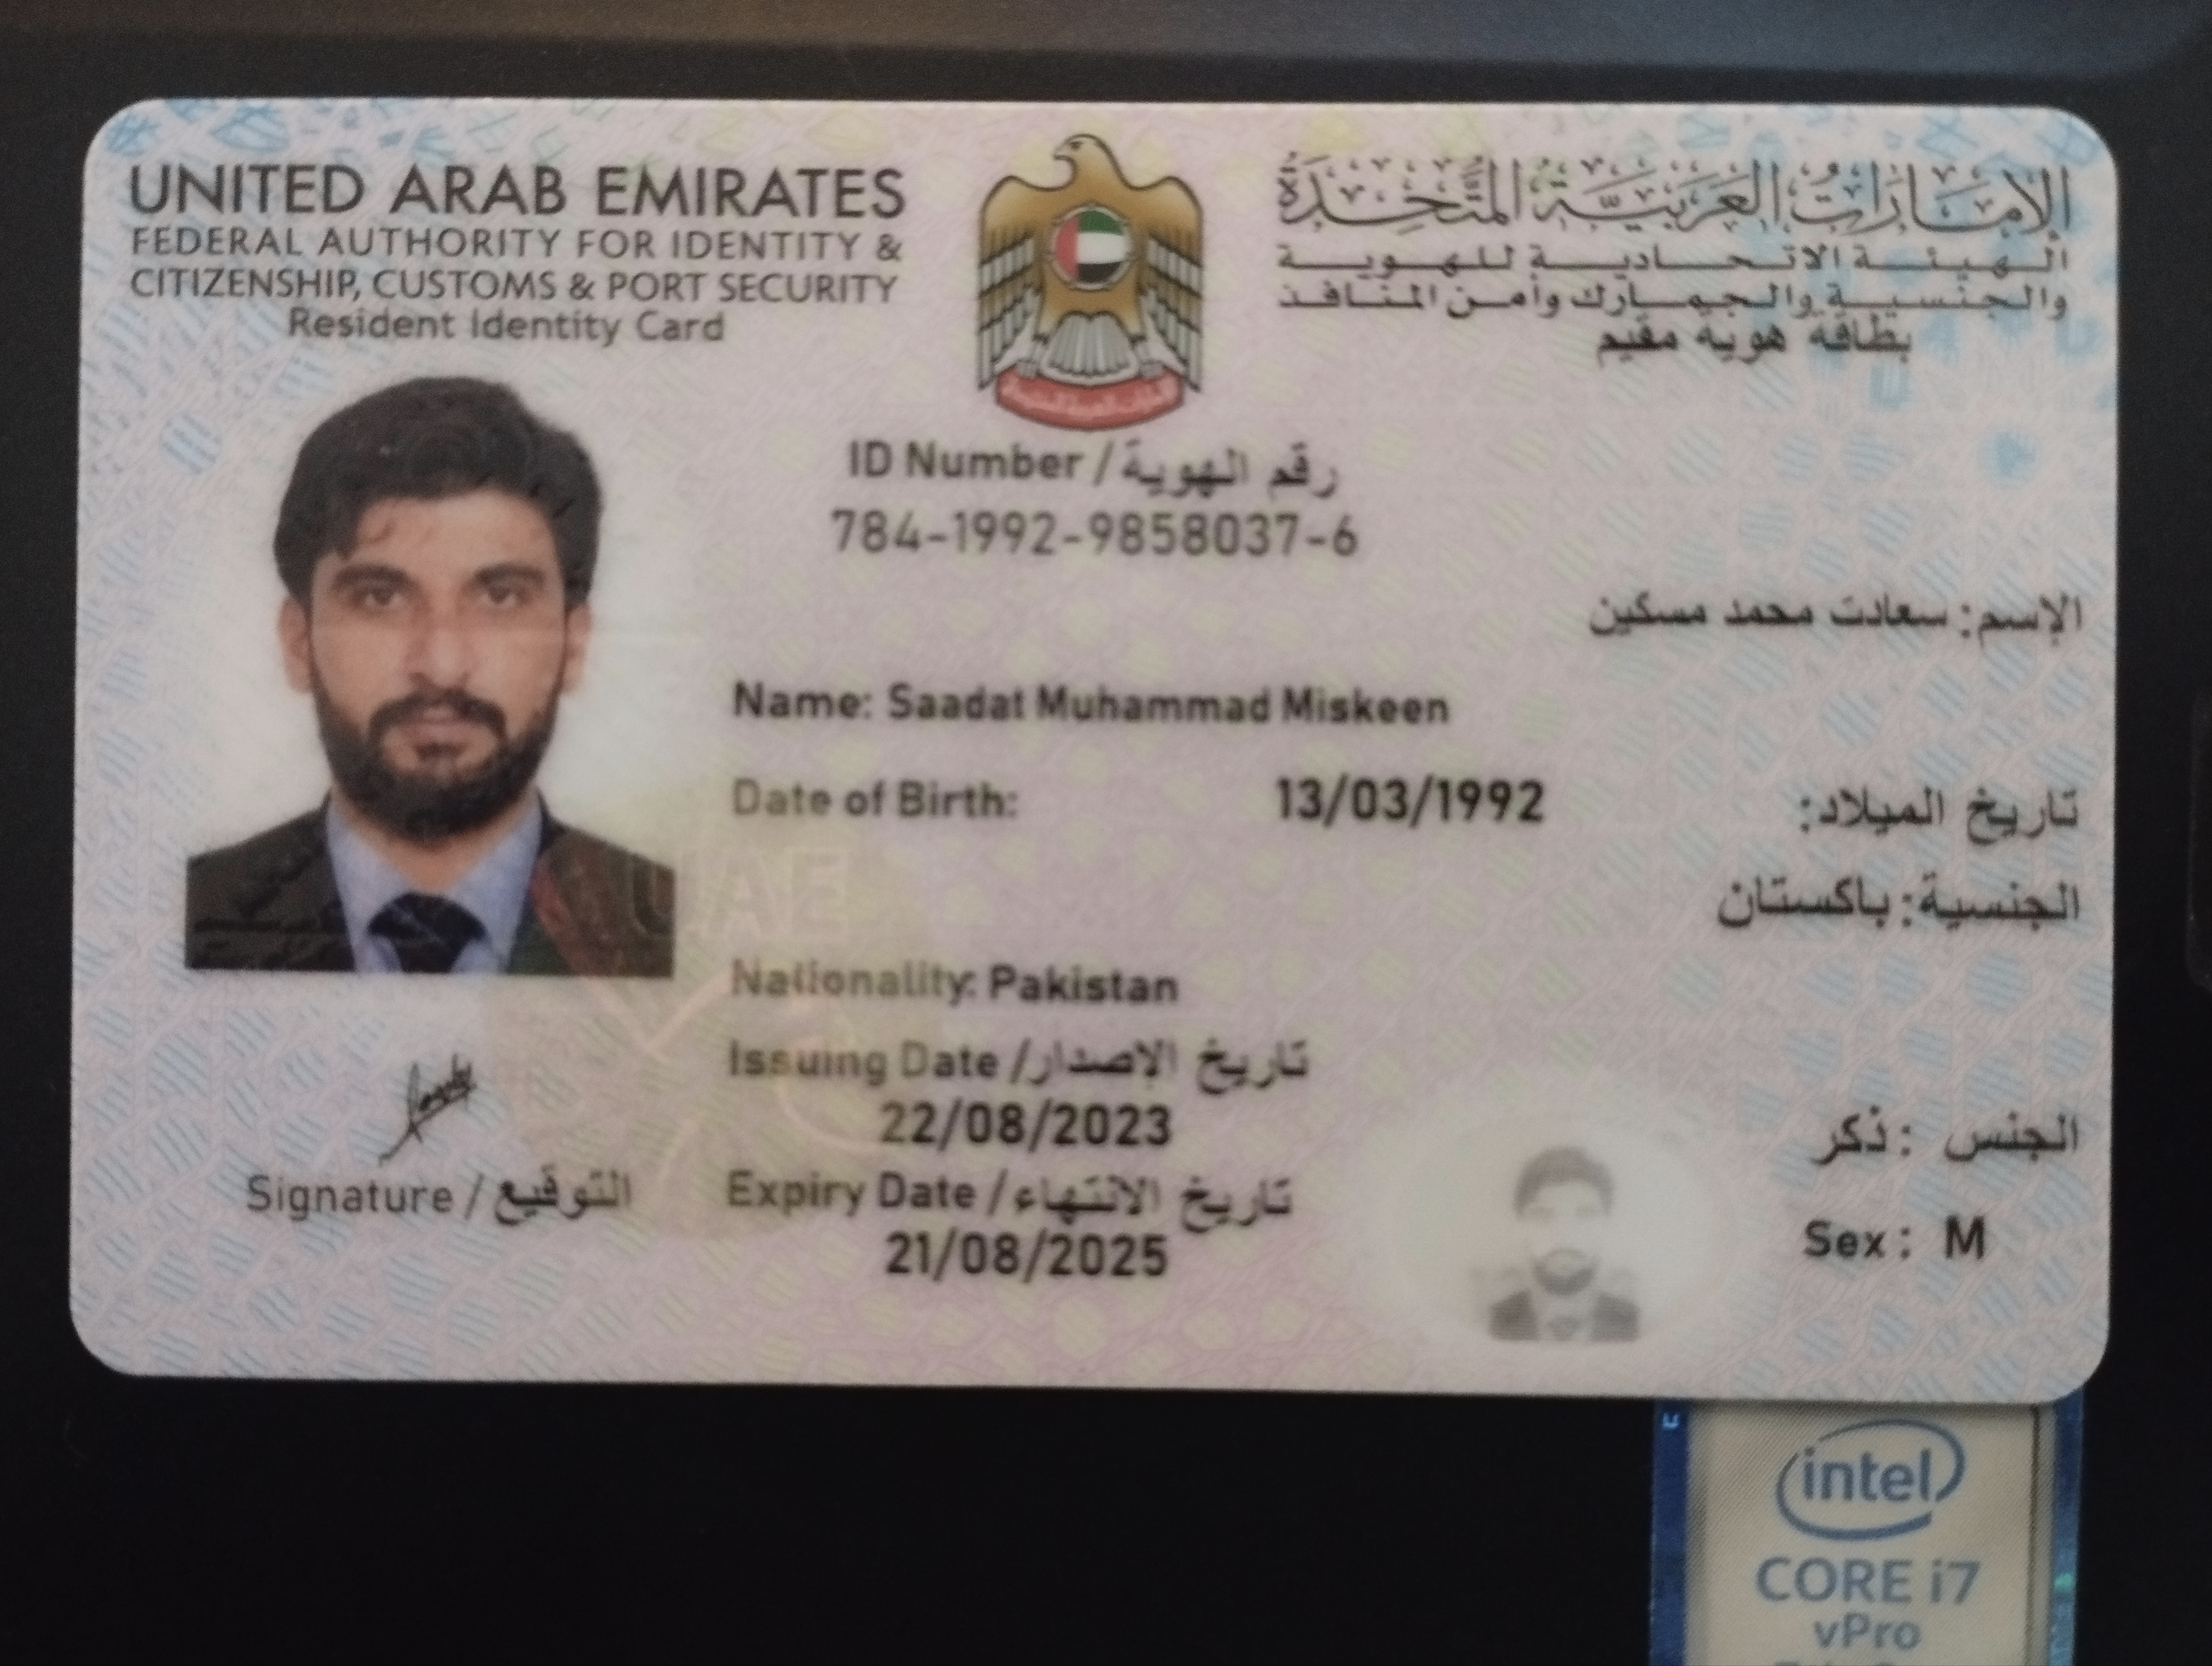 UNITED ARAB EMIRATES
FEDERAL AUTHORITY FOR IDENTITY &
CITIZENSHIP, CUSTOMS & PORT SECURITY
Resident Identity Card
الإمارات العربية المتحدة
الهيئة الاتحادية للهوية
والجنسية والجمارك وأمن المنافذ
بطاقة هوية مقيم
ID Number / رقم الهوية
784-1992-9858037-6
الإسم: سعادت محمد مسكين
Name: Saadat Muhammad Miskeen
Date of Birth: 13/03/1992 تاريخ الميلاد:
الجنسية: باكستان
UAE
Nationality: Pakistan
Issuing Date / تاريخ الإصدار
22/08/2023
Expiry Date / تاريخ الانتهاء
21/08/2025
الجنس : ذكر
Sex : M
Signature / التوقيع
intel
CORE i7
vPro